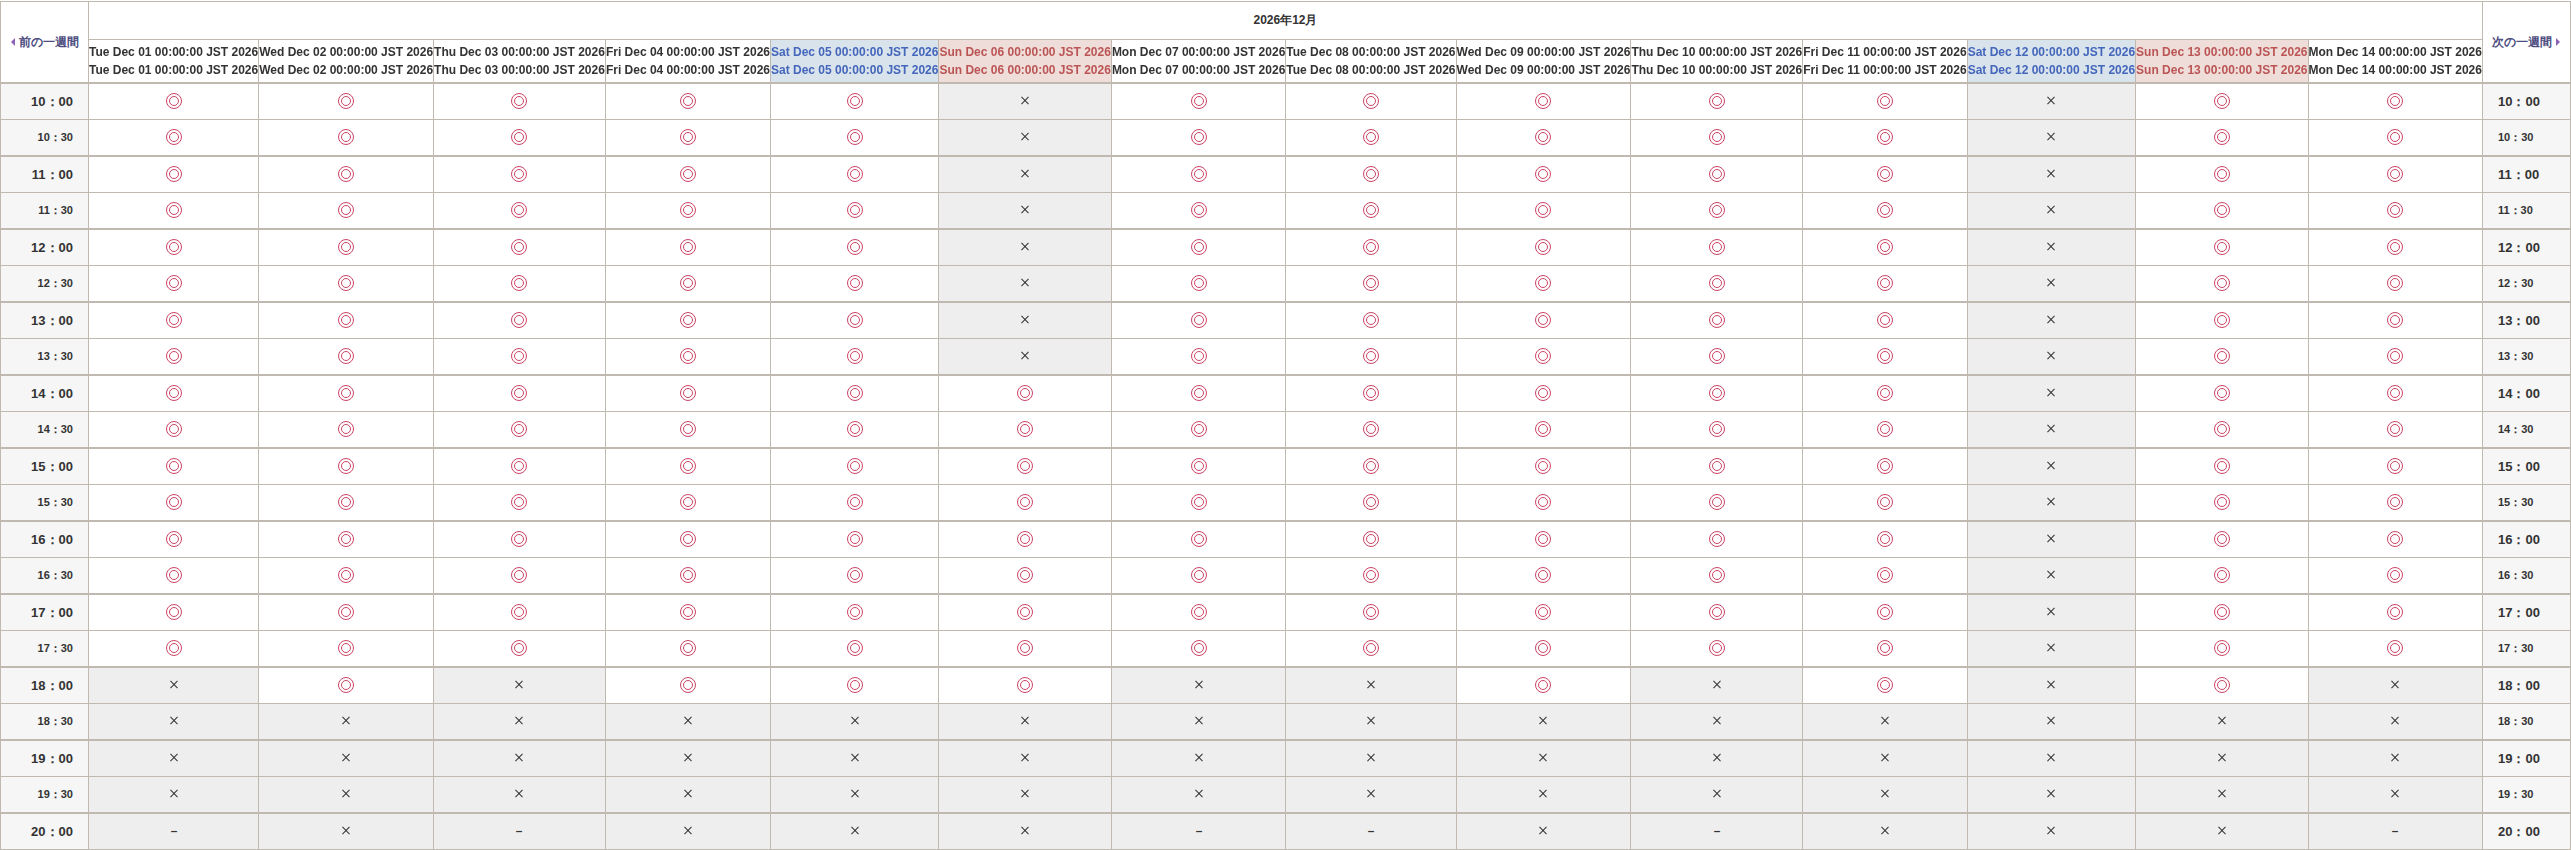 前の一週間 2026年12月 次の一週間
Tue Dec 01 00:00:00 JST 2026 Wed Dec 02 00:00:00 JST 2026 Thu Dec 03 00:00:00 JST 2026 Fri Dec 04 00:00:00 JST 2026 Sat Dec 05 00:00:00 JST 2026 Sun Dec 06 00:00:00 JST 2026 Mon Dec 07 00:00:00 JST 2026 Tue Dec 08 00:00:00 JST 2026 Wed Dec 09 00:00:00 JST 2026 Thu Dec 10 00:00:00 JST 2026 Fri Dec 11 00:00:00 JST 2026 Sat Dec 12 00:00:00 JST 2026 Sun Dec 13 00:00:00 JST 2026 Mon Dec 14 00:00:00 JST 2026
Tue Dec 01 00:00:00 JST 2026 Wed Dec 02 00:00:00 JST 2026 Thu Dec 03 00:00:00 JST 2026 Fri Dec 04 00:00:00 JST 2026 Sat Dec 05 00:00:00 JST 2026 Sun Dec 06 00:00:00 JST 2026 Mon Dec 07 00:00:00 JST 2026 Tue Dec 08 00:00:00 JST 2026 Wed Dec 09 00:00:00 JST 2026 Thu Dec 10 00:00:00 JST 2026 Fri Dec 11 00:00:00 JST 2026 Sat Dec 12 00:00:00 JST 2026 Sun Dec 13 00:00:00 JST 2026 Mon Dec 14 00:00:00 JST 2026
10：00 ◎ ◎ ◎ ◎ ◎ × ◎ ◎ ◎ ◎ ◎ × ◎ ◎ 10：00
10：30 ◎ ◎ ◎ ◎ ◎ × ◎ ◎ ◎ ◎ ◎ × ◎ ◎ 10：30
11：00 ◎ ◎ ◎ ◎ ◎ × ◎ ◎ ◎ ◎ ◎ × ◎ ◎ 11：00
11：30 ◎ ◎ ◎ ◎ ◎ × ◎ ◎ ◎ ◎ ◎ × ◎ ◎ 11：30
12：00 ◎ ◎ ◎ ◎ ◎ × ◎ ◎ ◎ ◎ ◎ × ◎ ◎ 12：00
12：30 ◎ ◎ ◎ ◎ ◎ × ◎ ◎ ◎ ◎ ◎ × ◎ ◎ 12：30
13：00 ◎ ◎ ◎ ◎ ◎ × ◎ ◎ ◎ ◎ ◎ × ◎ ◎ 13：00
13：30 ◎ ◎ ◎ ◎ ◎ × ◎ ◎ ◎ ◎ ◎ × ◎ ◎ 13：30
14：00 ◎ ◎ ◎ ◎ ◎ ◎ ◎ ◎ ◎ ◎ ◎ × ◎ ◎ 14：00
14：30 ◎ ◎ ◎ ◎ ◎ ◎ ◎ ◎ ◎ ◎ ◎ × ◎ ◎ 14：30
15：00 ◎ ◎ ◎ ◎ ◎ ◎ ◎ ◎ ◎ ◎ ◎ × ◎ ◎ 15：00
15：30 ◎ ◎ ◎ ◎ ◎ ◎ ◎ ◎ ◎ ◎ ◎ × ◎ ◎ 15：30
16：00 ◎ ◎ ◎ ◎ ◎ ◎ ◎ ◎ ◎ ◎ ◎ × ◎ ◎ 16：00
16：30 ◎ ◎ ◎ ◎ ◎ ◎ ◎ ◎ ◎ ◎ ◎ × ◎ ◎ 16：30
17：00 ◎ ◎ ◎ ◎ ◎ ◎ ◎ ◎ ◎ ◎ ◎ × ◎ ◎ 17：00
17：30 ◎ ◎ ◎ ◎ ◎ ◎ ◎ ◎ ◎ ◎ ◎ × ◎ ◎ 17：30
18：00 × ◎ × ◎ ◎ ◎ × × ◎ × ◎ × ◎ × 18：00
18：30 × × × × × × × × × × × × × × 18：30
19：00 × × × × × × × × × × × × × × 19：00
19：30 × × × × × × × × × × × × × × 19：30
20：00 － × － × × × － － × － × × × － 20：00